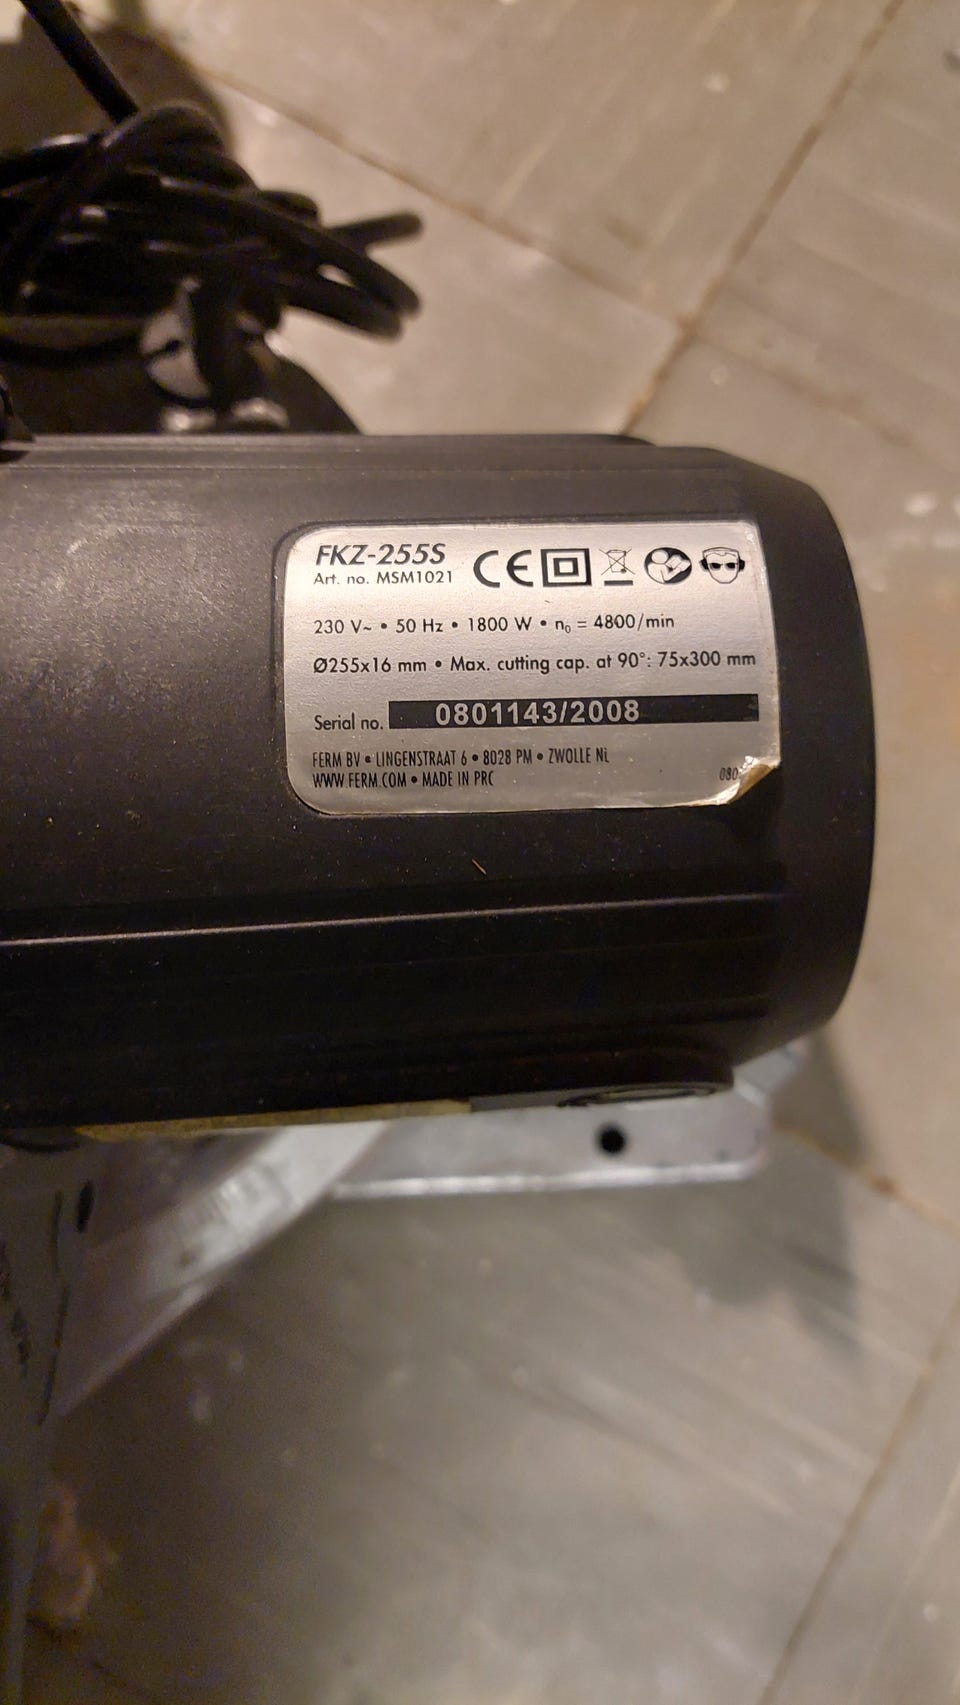 FKZ-255S
Art. no. MSM1021
CE
230 V~ • 50 Hz • 1800 W • n₀ = 4800/min
Ø255x16 mm • Max. cutting cap. at 90°: 75x300 mm
Serial no. 0801143/2008
FERM BV • LINGENSTRAAT 6 • 8028 PM • ZWOLLE NL
WWW.FERM.COM • MADE IN PRC